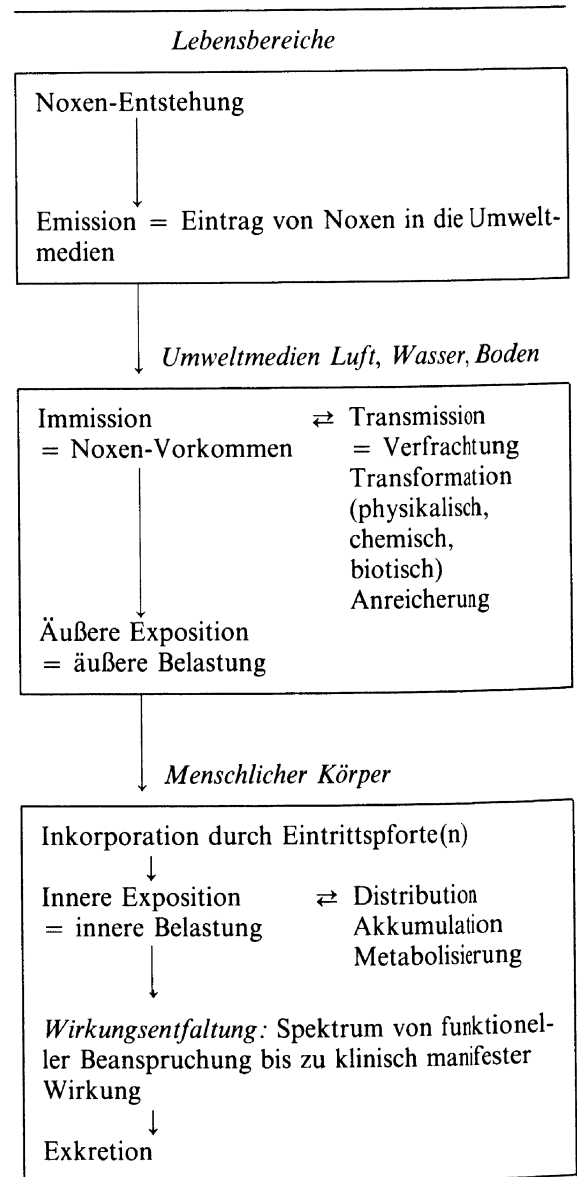 Lebensbereiche
Noxen-Entstehung
Emission = Eintrag von Noxen in die Umwelt-
medien
Umweltmedien Luft, Wasser, Boden
Immission ⇄ Transmission
= Noxen-Vorkommen = Verfrachtung
Transformation
(physikalisch,
chemisch,
biotisch)
Anreicherung
Äußere Exposition
= äußere Belastung
Menschlicher Körper
Inkorporation durch Eintrittspforte(n)
Innere Exposition ⇄ Distribution
= innere Belastung Akkumulation
Metabolisierung
Wirkungsentfaltung: Spektrum von funktionel-
ler Beanspruchung bis zu klinisch manifester
Wirkung
Exkretion